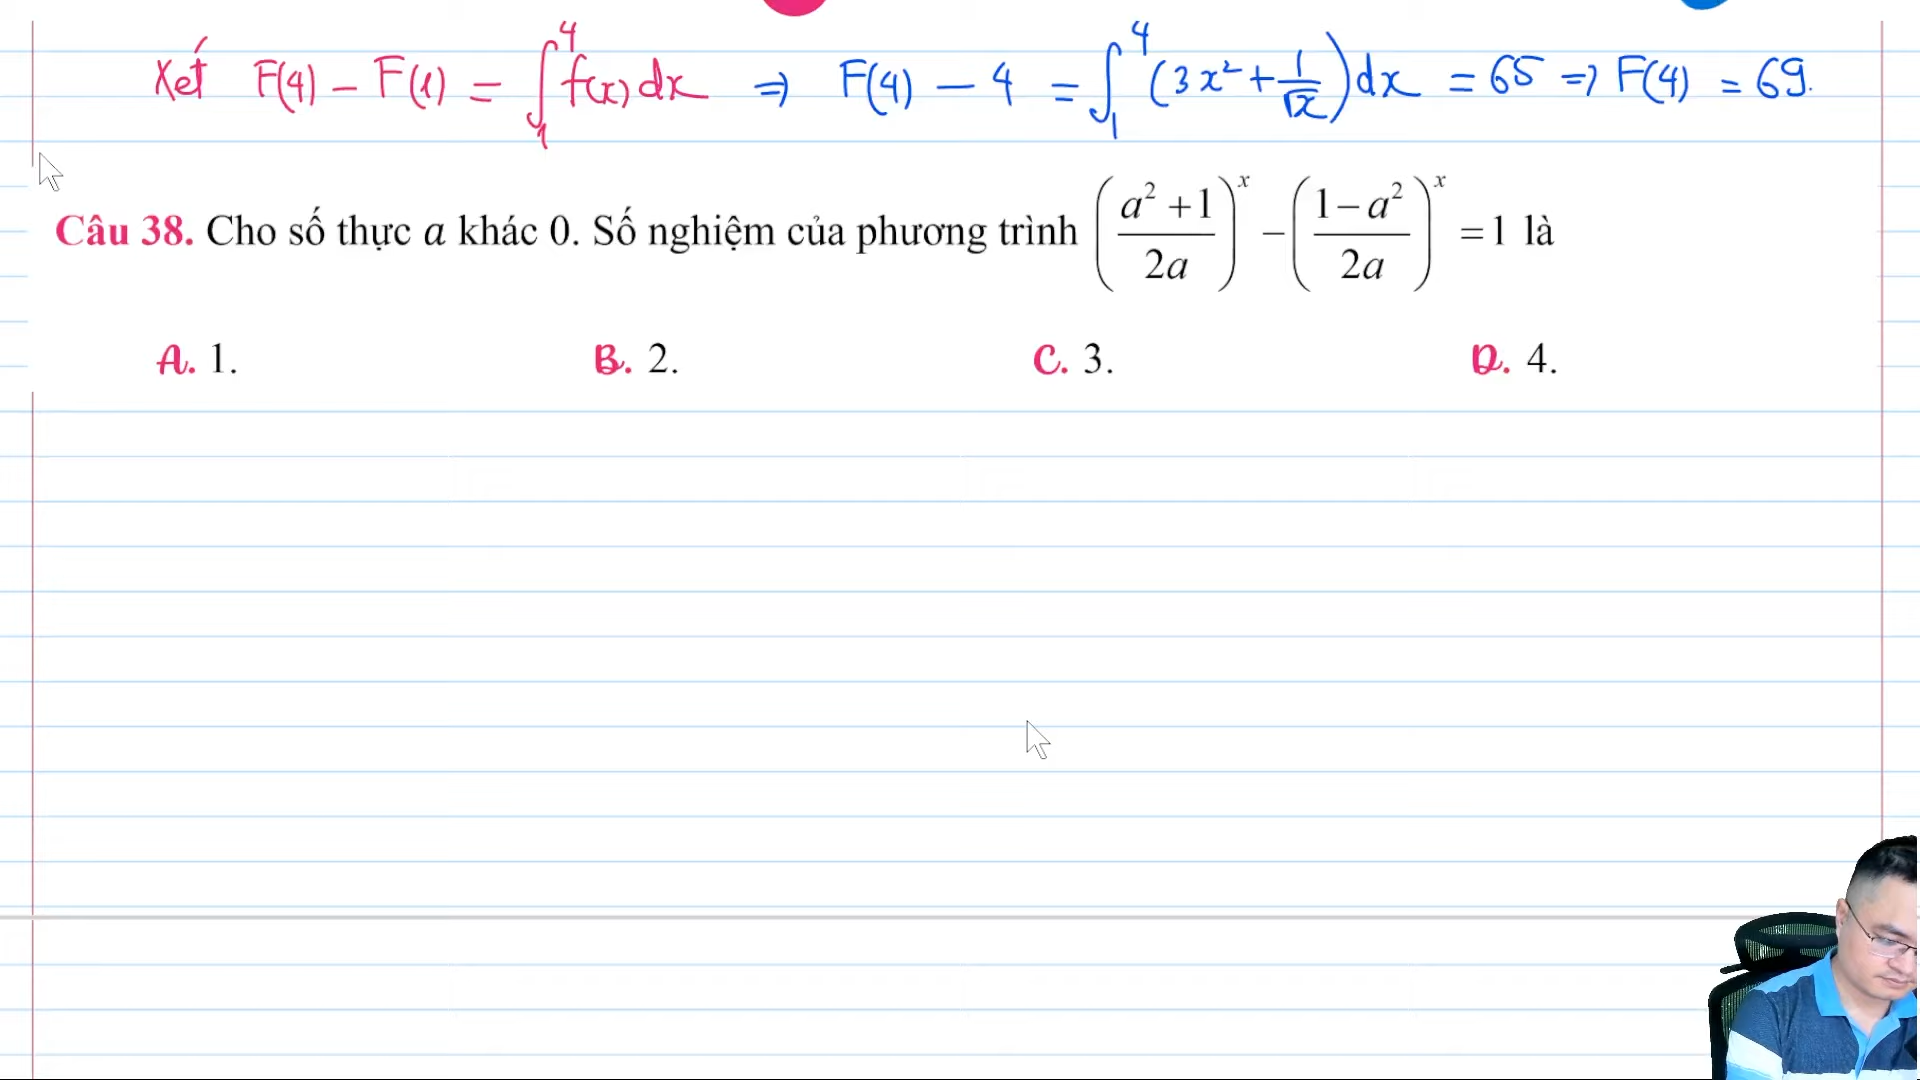 Xét F(4) - F(1) = ∫₁⁴ f(x) dx ⇒ F(4) - 4 = ∫₁⁴ (3x² + 1/√x) dx = 65 ⇒ F(4) = 69.
Câu 38. Cho số thực a khác 0. Số nghiệm của phương trình ((a² + 1)/(2a))ˣ - ((1 - a²)/(2a))ˣ = 1 là
A. 1. B. 2. C. 3. D. 4.